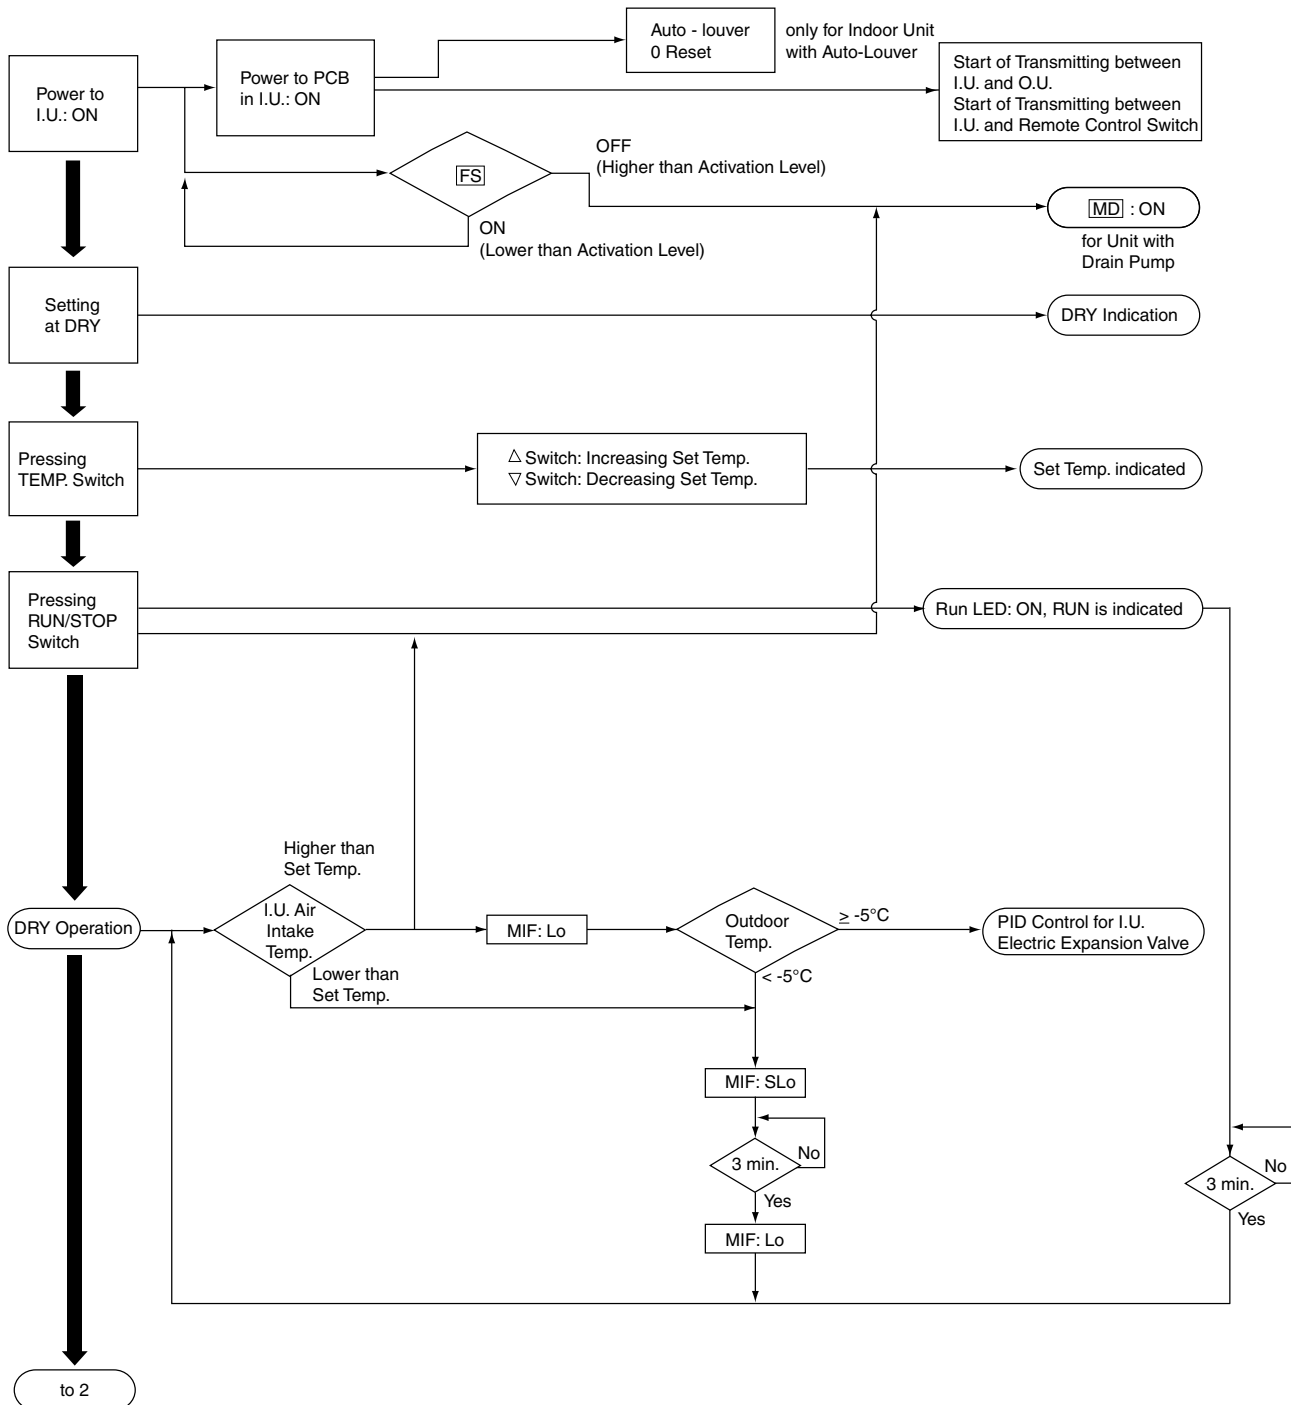 Power to
I.U.: ON
Power to PCB
in I.U.: ON
Auto - louver
0 Reset
only for Indoor Unit
with Auto-Louver
Start of Transmitting between
I.U. and O.U.
Start of Transmitting between
I.U. and Remote Control Switch
FS
OFF
(Higher than Activation Level)
ON
(Lower than Activation Level)
MD : ON
for Unit with
Drain Pump
Setting
at DRY
DRY Indication
Pressing
TEMP. Switch
△ Switch: Increasing Set Temp.
▽ Switch: Decreasing Set Temp.
Set Temp. indicated
Pressing
RUN/STOP
Switch
Run LED: ON, RUN is indicated
Higher than
Set Temp.
DRY Operation
I.U. Air
Intake
Temp.
Lower than
Set Temp.
MIF: Lo
Outdoor
Temp.
≥ -5°C
< -5°C
PID Control for I.U.
Electric Expansion Valve
MIF: SLo
3 min.
No
Yes
MIF: Lo
3 min.
No
Yes
to 2